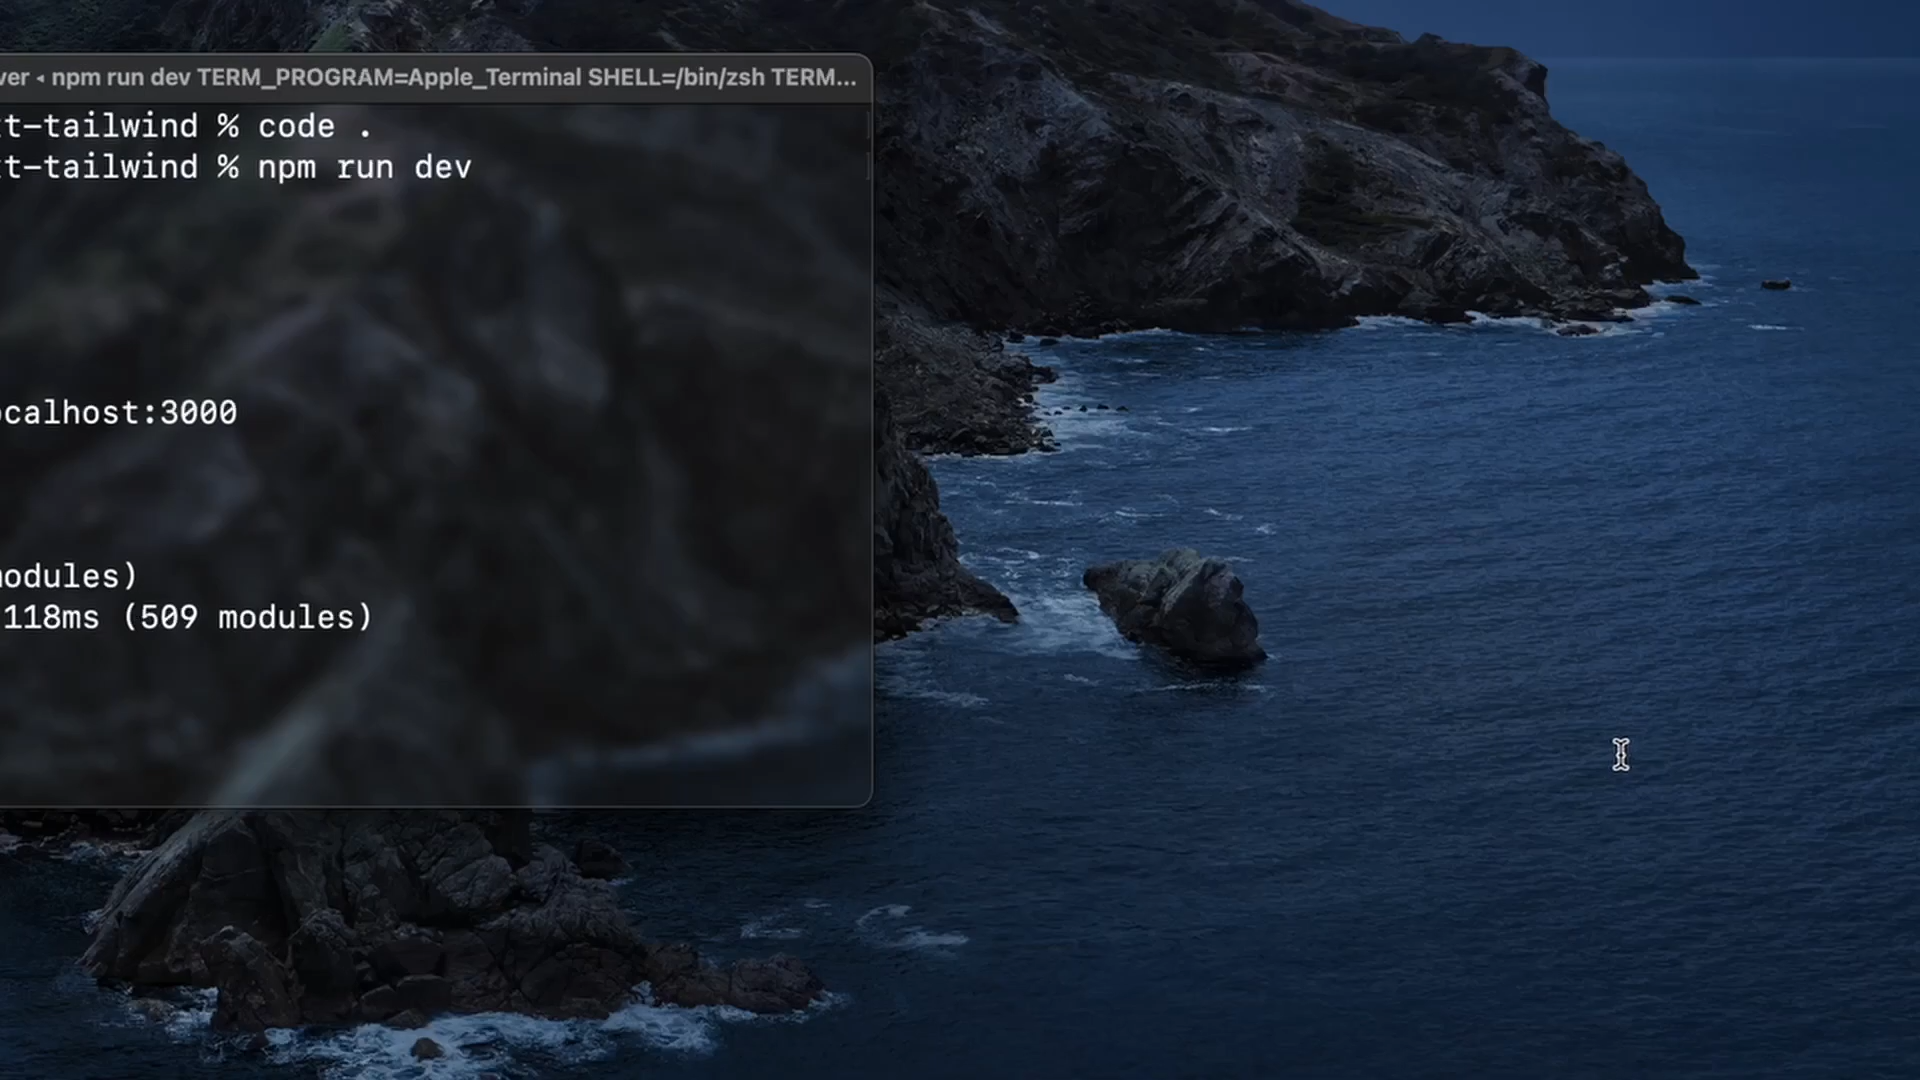 ver ◂ npm run dev TERM_PROGRAM=Apple_Terminal SHELL=/bin/zsh TERM...
t-tailwind % code .
t-tailwind % npm run dev
ocalhost:3000
modules)
118ms (509 modules)